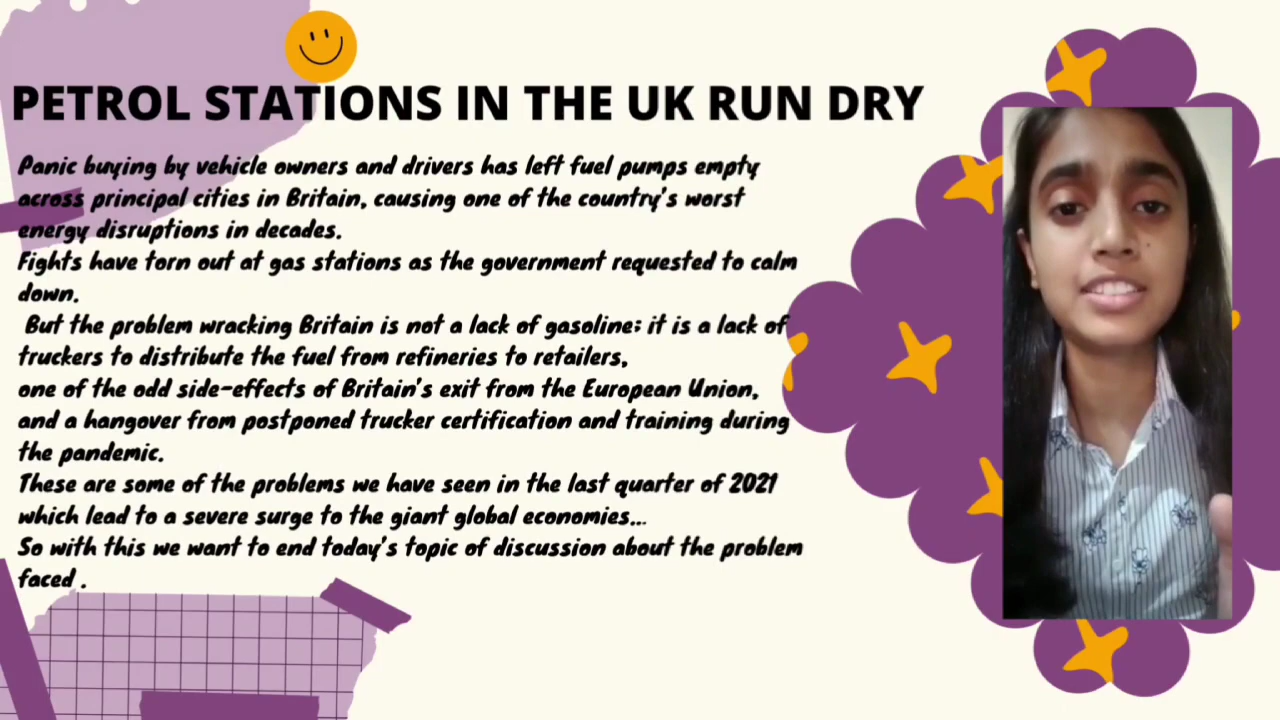 PETROL STATIONS IN THE UK RUN DRY
Panic buying by vehicle owners and drivers has left fuel pumps empty
across principal cities in Britain, causing one of the country's worst
energy disruptions in decades.
Fights have torn out at gas stations as the government requested to calm
down.
But the problem wracking Britain is not a lack of gasoline; it is a lack of
truckers to distribute the fuel from refineries to retailers,
one of the odd side-effects of Britain's exit from the European Union,
and a hangover from postponed trucker certification and training during
the pandemic.
These are some of the problems we have seen in the last quarter of 2021
which lead to a severe surge to the giant global economies...
So with this we want to end today's topic of discussion about the problem
faced .